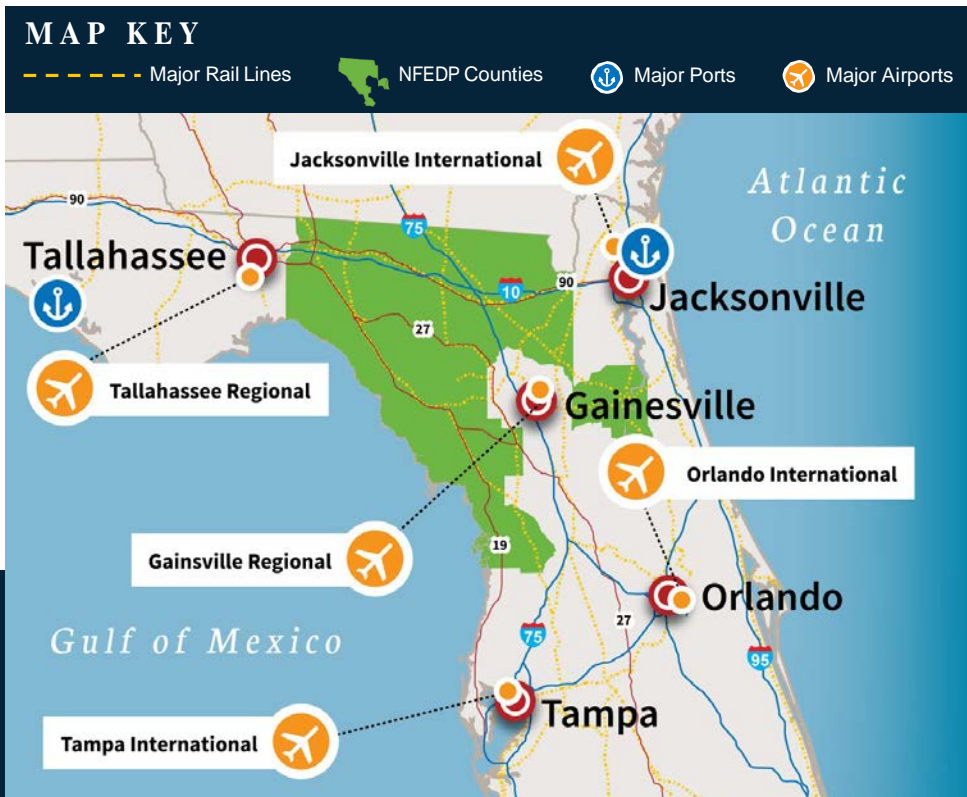 MAP KEY
Major Rail Lines
NFEDP Counties
Major Ports
Major Airports
Jacksonville International
Atlantic
Ocean
90
75
Tallahassee
10
90
Jacksonville
27
Tallahassee Regional
Gainesville
Orlando International
19
Gainsville Regional
Orlando
27
Gulf of Mexico
75
95
Tampa
Tampa International